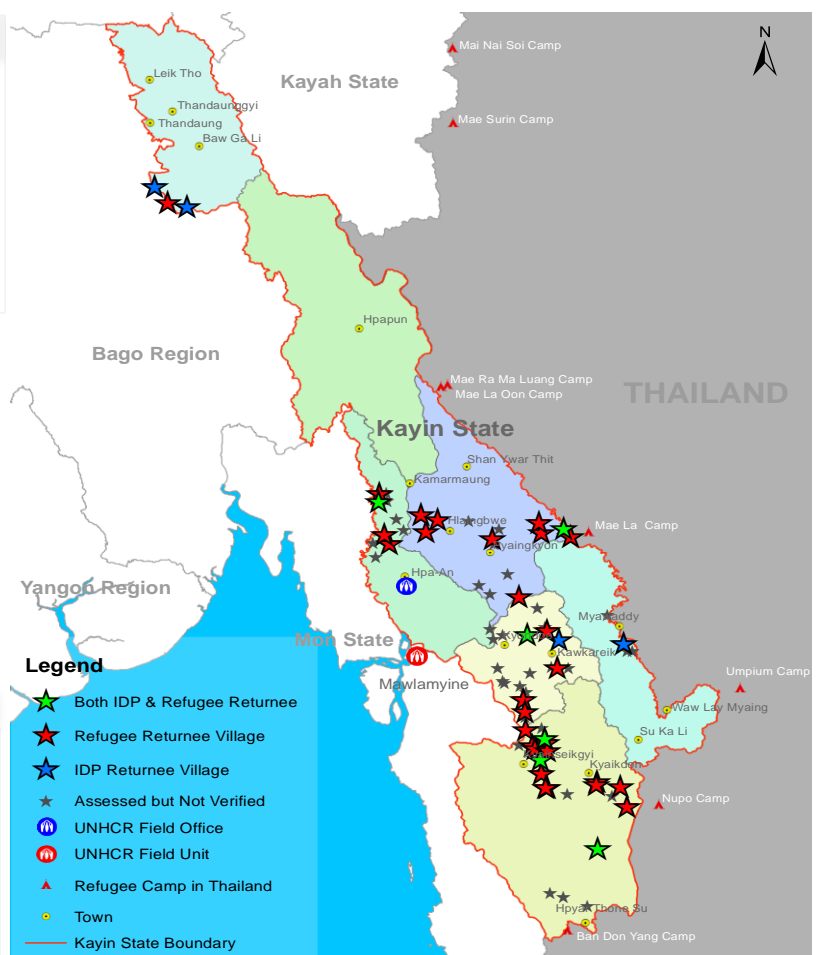 N
Mai Nai Soi Camp
Leik Tho
Kayah State
Thandaunggyi
Thandaung
Mae Surin Camp
Baw Ga Li
Hpapun
Bago Region
Mae Ra Ma Luang Camp
Mae La Oon Camp
THAILAND
Kayin State
Shan Ywar Thit
Kamarmaung
Hlaingbwe
Mae La Camp
Hpa-An
Yangon Region
Mon State
Kawkareik
Mawlamyine
Umpium Camp
Waw Lay Myaing
Su Ka Li
Kyaikdon
Nupo Camp
Hpyar Thone Su
Ban Don Yang Camp
Legend
Both IDP & Refugee Returnee
Refugee Returnee Village
IDP Returnee Village
Assessed but Not Verified
UNHCR Field Office
UNHCR Field Unit
Refugee Camp in Thailand
Town
Kayin State Boundary